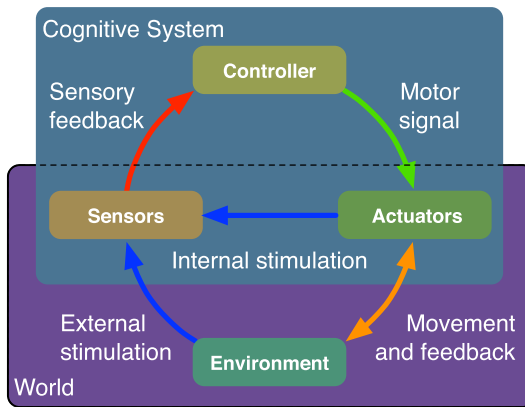 Cognitive System
Controller
Sensory
feedback
Motor
signal
Sensors
Actuators
Internal stimulation
External
stimulation
Movement
and feedback
Environment
World